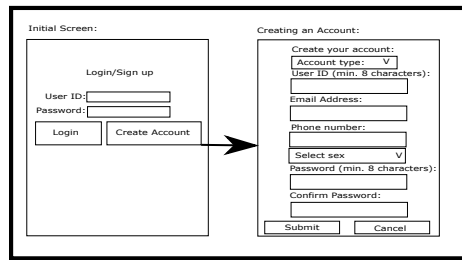 Initial Screen:
Login/Sign up
User ID:
Password:
Login
Create Account
Creating an Account:
Create your account:
Account type: V
User ID (min. 8 characters):
Email Address:
Phone number:
Select sex V
Password (min. 8 characters):
Confirm Password:
Submit
Cancel